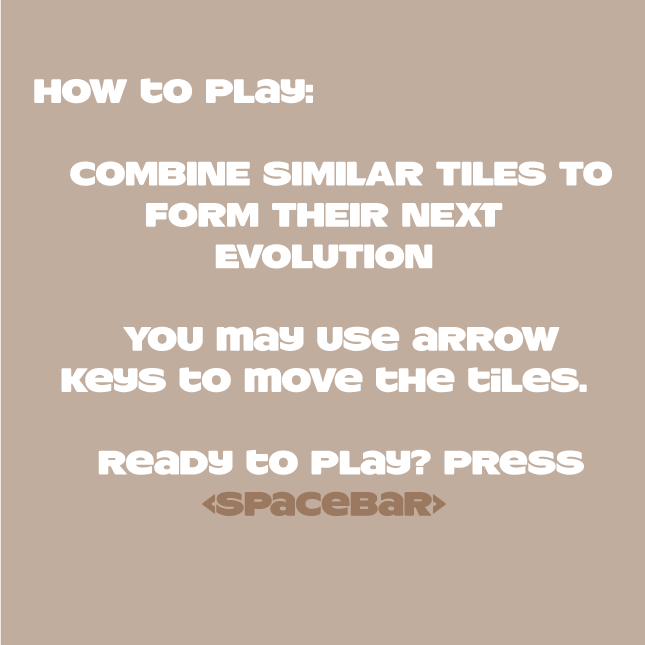 How to Play:
COMBINE SIMILAR TILES TO
FORM THEIR NEXT
EVOLUTION
You may use arrow
keys to move the tiles.
Ready to play? Press
<spacebar>